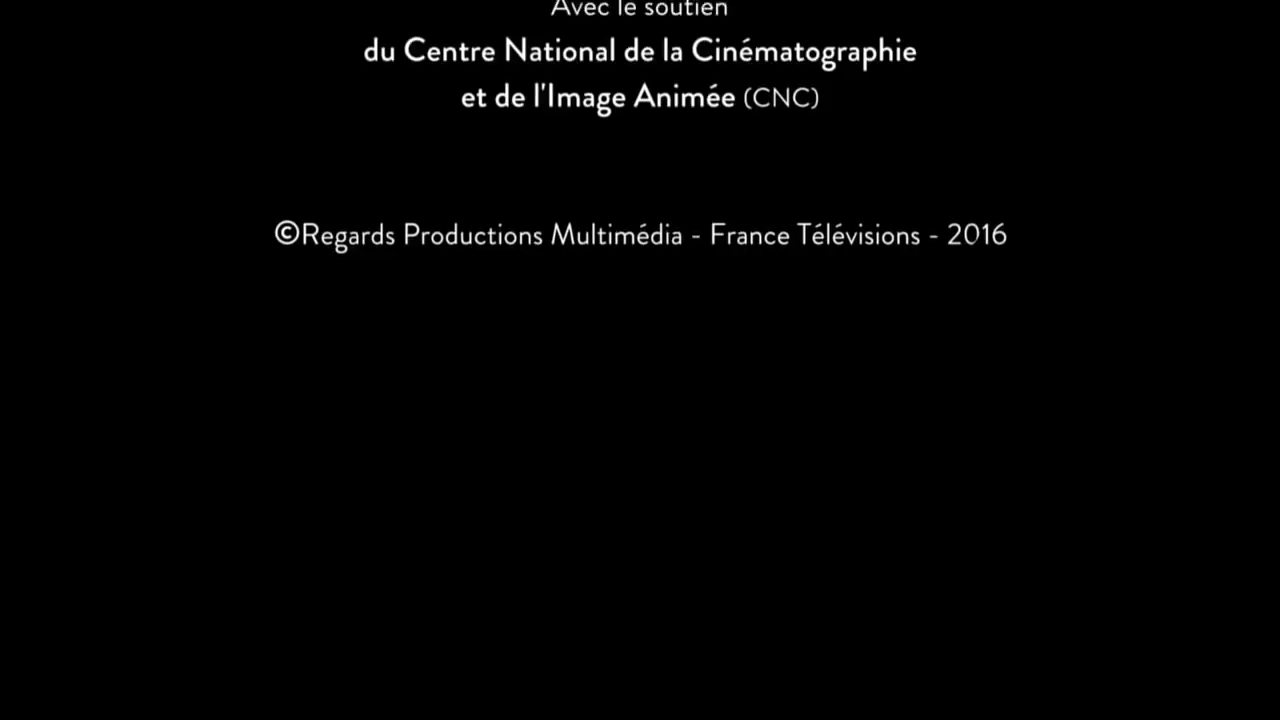 Avec le soutien
du Centre National de la Cinématographie
et de l'Image Animée (CNC)
©Regards Productions Multimédia - France Télévisions - 2016